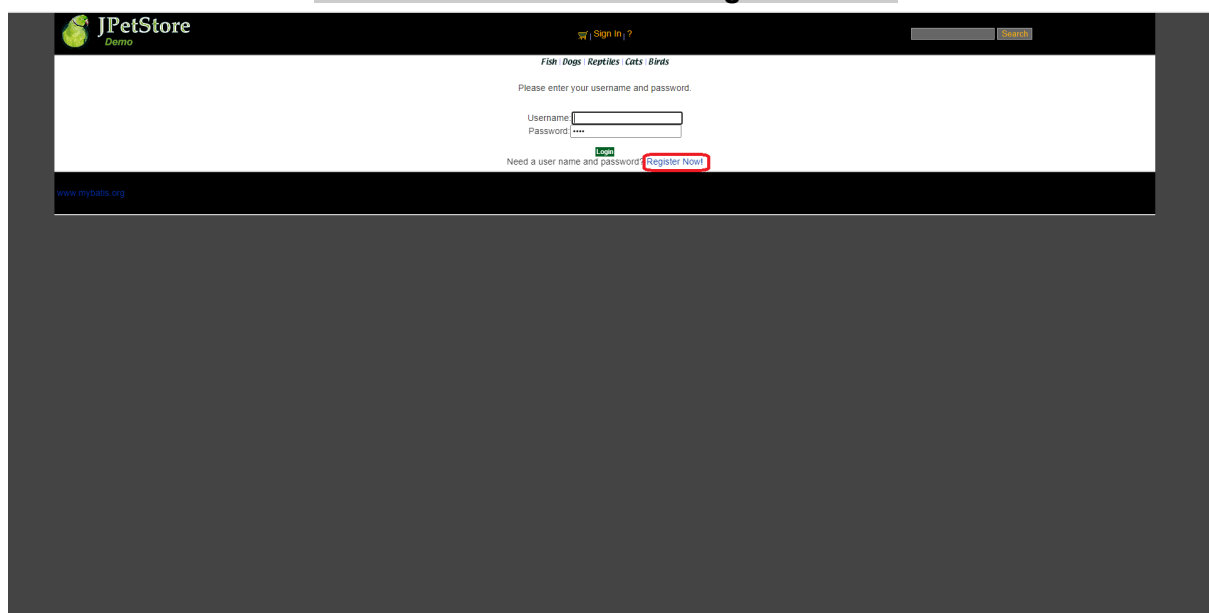 JPetStore
Demo
| Sign In | ?
Search
Fish | Dogs | Reptiles | Cats | Birds
Please enter your username and password.
Username:
Password: ••••
Login
Need a user name and password? Register Now!
www.mybatis.org